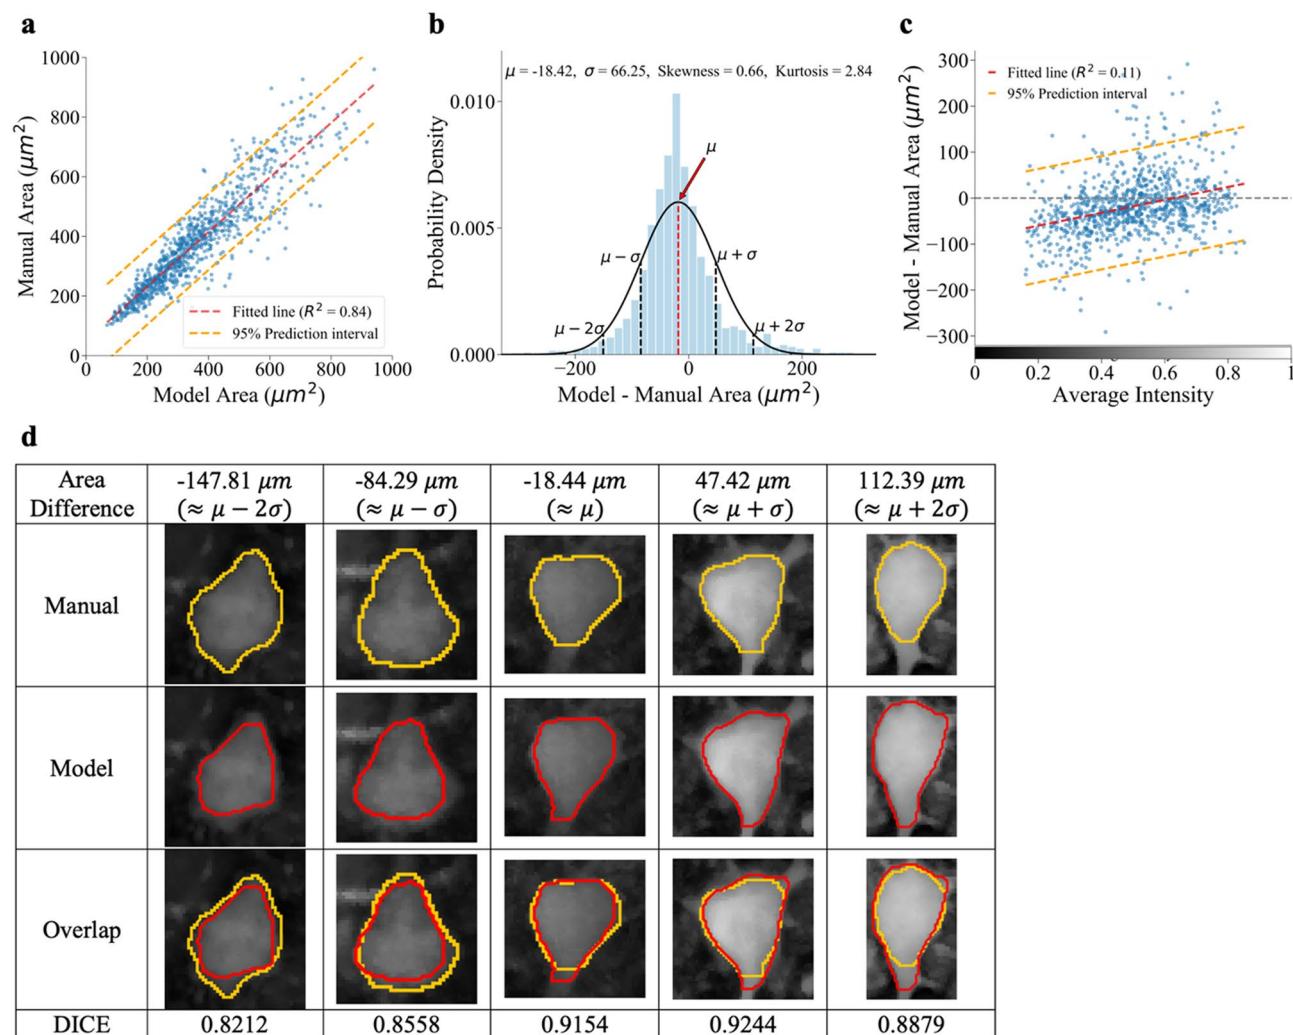 a
1000
800
600
400
200
0
Manual Area (μm²)
Fitted line (R² = 0.84)
95% Prediction interval
0 200 400 600 800 1000
Model Area (μm²)
b
μ = -18.42, σ = 66.25, Skewness = 0.66, Kurtosis = 2.84
0.010
0.005
0.000
Probability Density
μ
μ – σ
μ + σ
μ – 2σ
μ + 2σ
−200 0 200
Model - Manual Area (μm²)
c
300
200
100
0
−100
−200
−300
Model - Manual Area (μm²)
Fitted line (R² = 0.11)
95% Prediction interval
0 0.2 0.4 0.6 0.8 1
Average Intensity
d
Area Difference
-147.81 μm (≈ μ − 2σ)
-84.29 μm (≈ μ − σ)
-18.44 μm (≈ μ)
47.42 μm (≈ μ + σ)
112.39 μm (≈ μ + 2σ)
Manual
Model
Overlap
DICE 0.8212 0.8558 0.9154 0.9244 0.8879